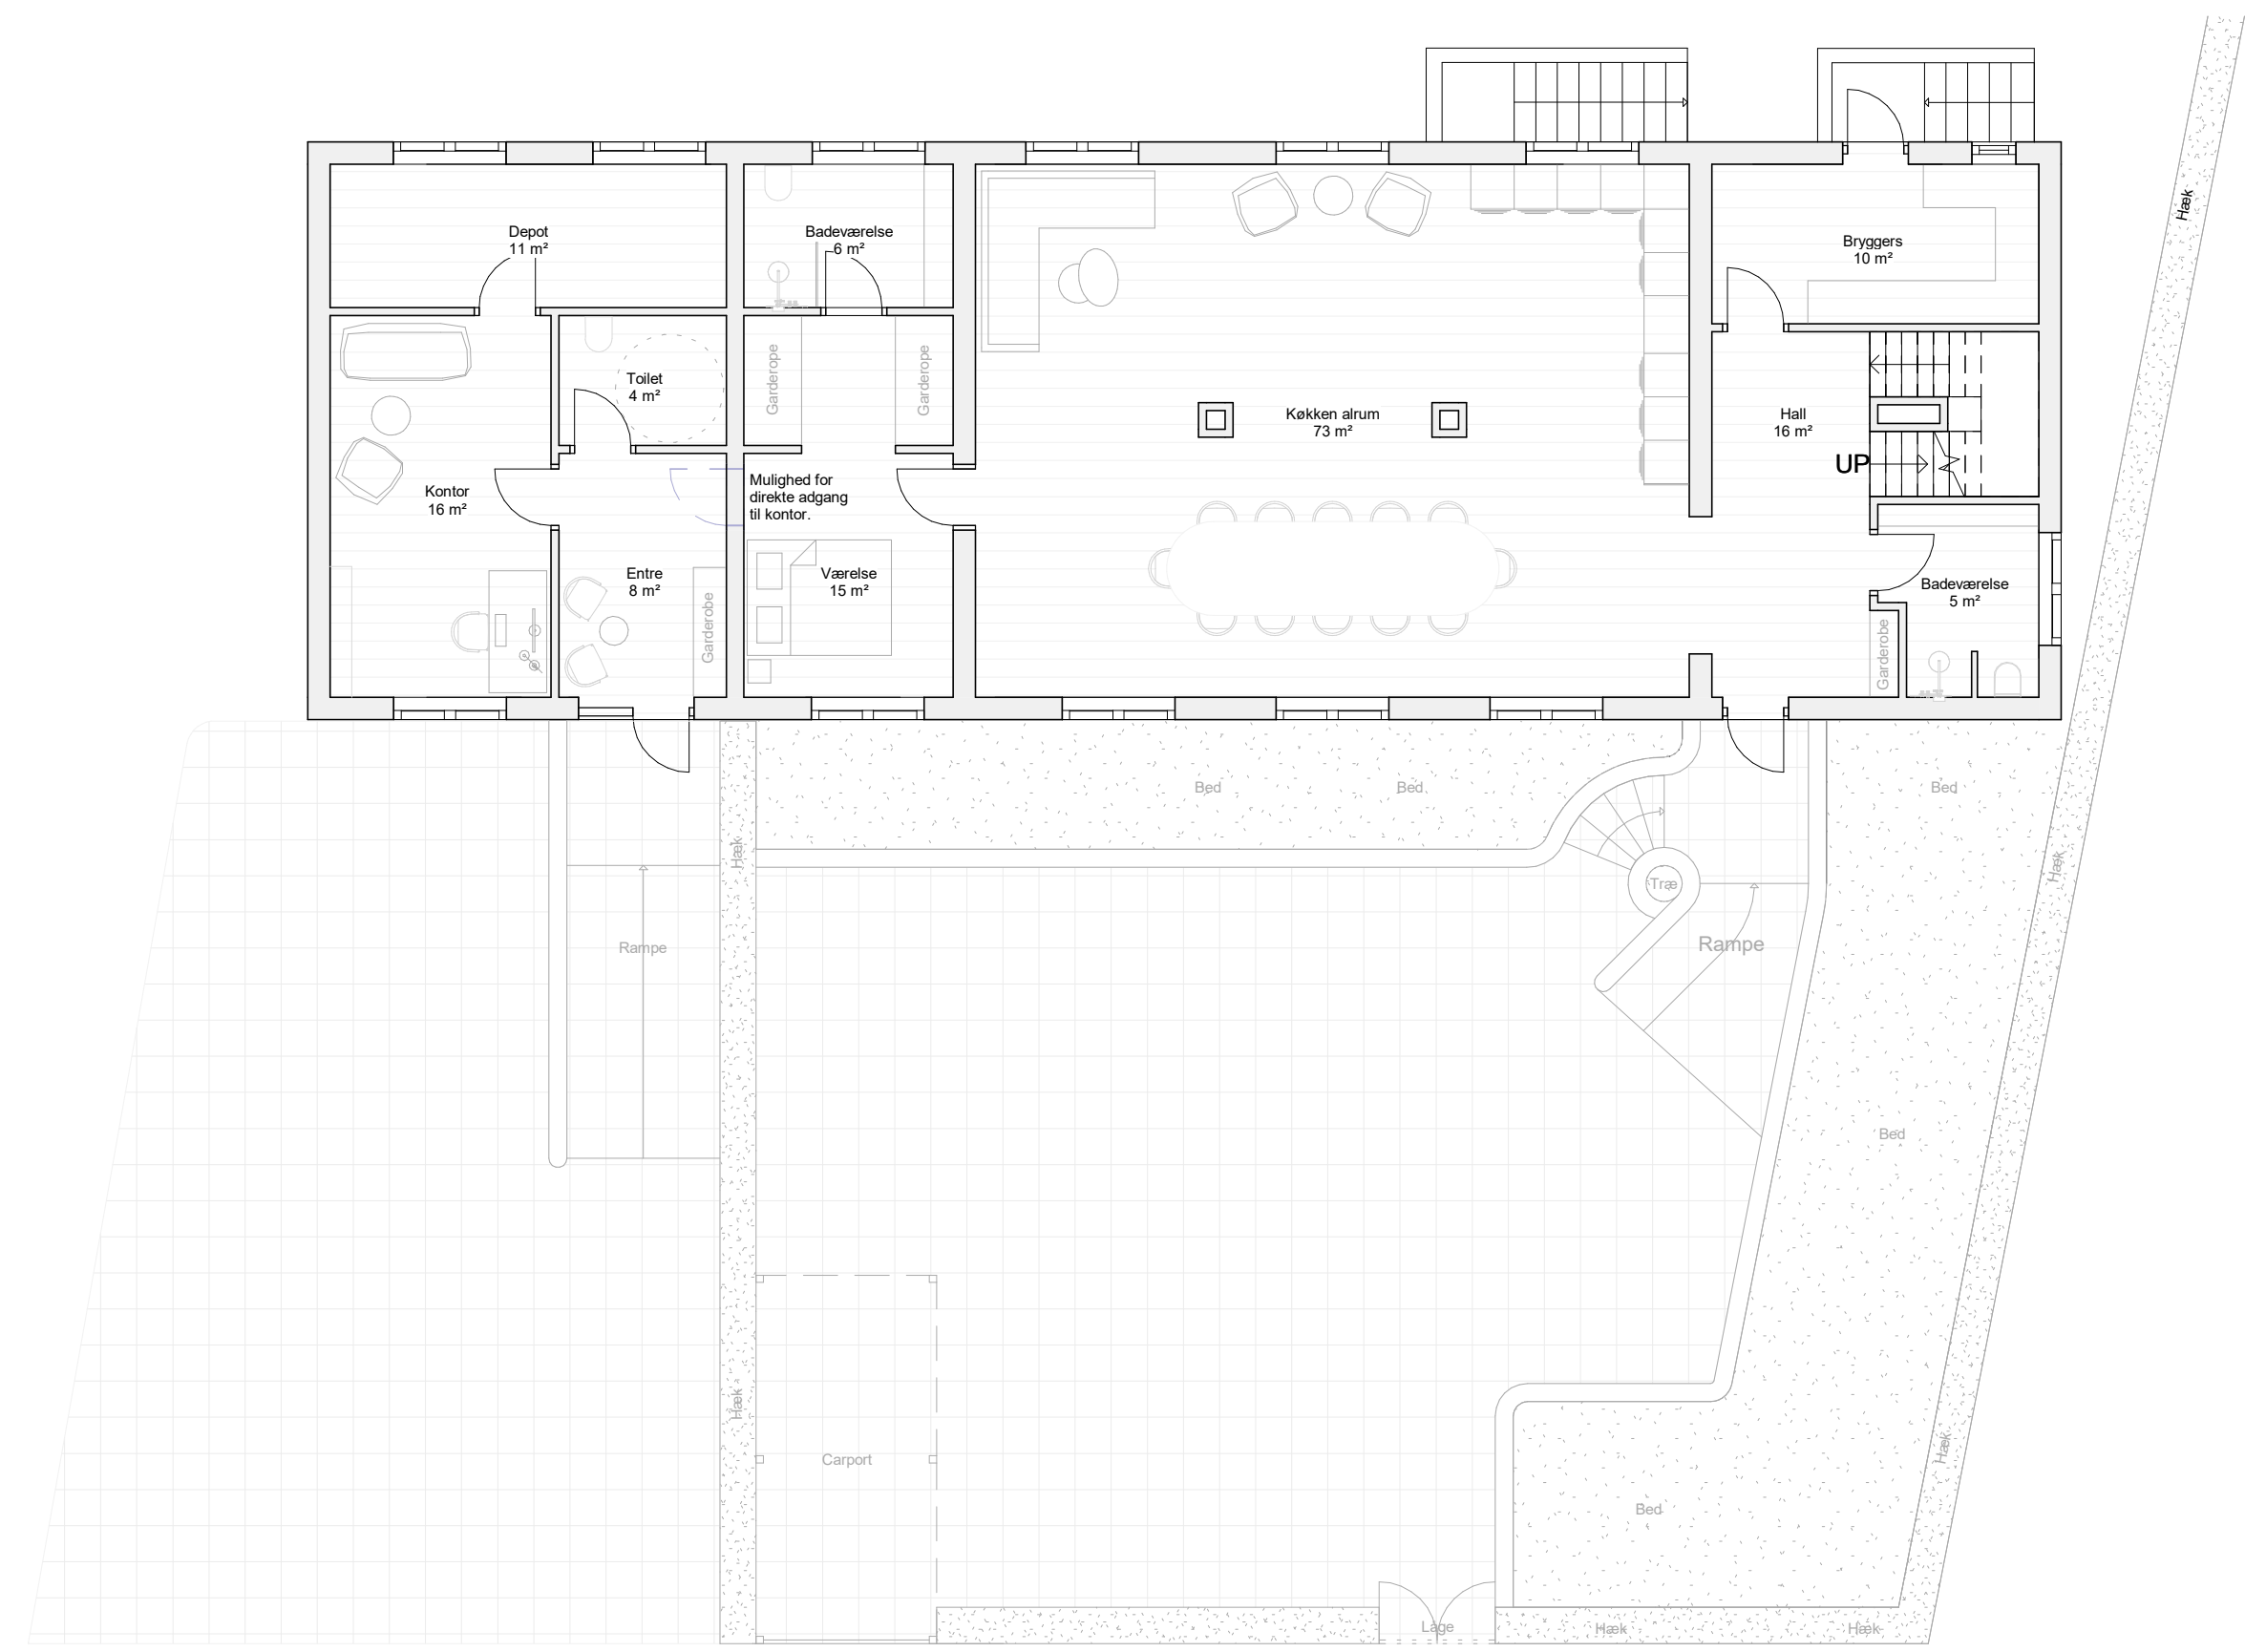 Hæk
Depot
11 m²
Badeværelse
6 m²
Bryggers
10 m²
Garderope
Garderope
Toilet
4 m²
Køkken alrum
73 m²
Hall
16 m²
UP
Kontor
16 m²
Mulighed for
direkte adgang
til kontor.
Entre
8 m²
Værelse
15 m²
Badeværelse
5 m²
Garderobe
Garderobe
Bed
Bed
Bed
Hæk
Hæk
Træ
Rampe
Rampe
Bed
Hæk
Hæk
Carport
Bed
Låge
Hæk
Hæk